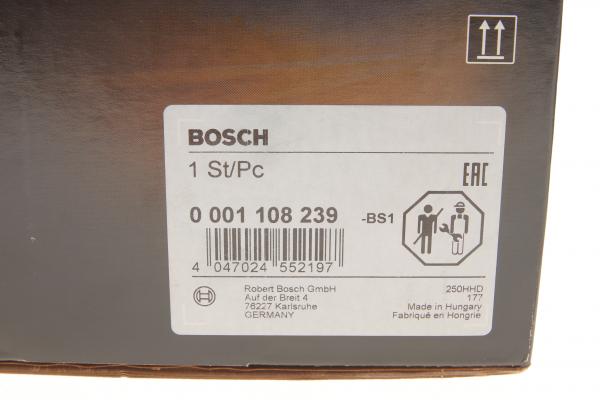 BOSCH
1 St/Pc
EAC
0 001 108 239 -BS1
4 047024 552197
Robert Bosch GmbH
Auf der Breit 4
76227 Karlsruhe
GERMANY
250HHD
177
Made in Hungary
Fabriqué en Hongrie